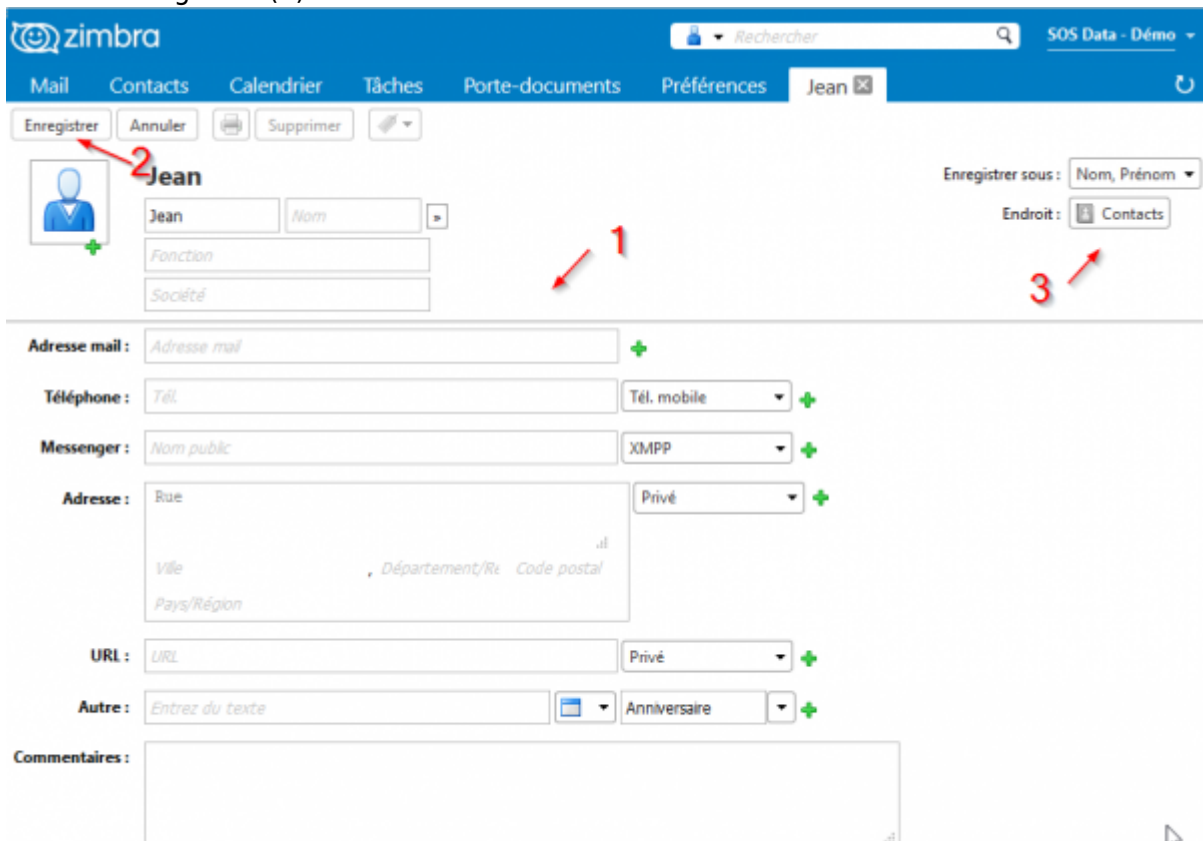 zimbra Rechercher SOS Data - Démo
Mail Contacts Calendrier Tâches Porte-documents Préférences Jean
Enregistrer Annuler Supprimer
2
Jean
Enregistrer sous : Nom, Prénom
Jean Nom »
Endroit : Contacts
1
Fonction
3
Société
Adresse mail : Adresse mail
Téléphone : Tél. Tél. mobile
Messenger : Nom public XMPP
Adresse : Rue Privé
Ville , Département/Ré Code postal
Pays/Région
URL : URL Privé
Autre : Entrez du texte Anniversaire
Commentaires :